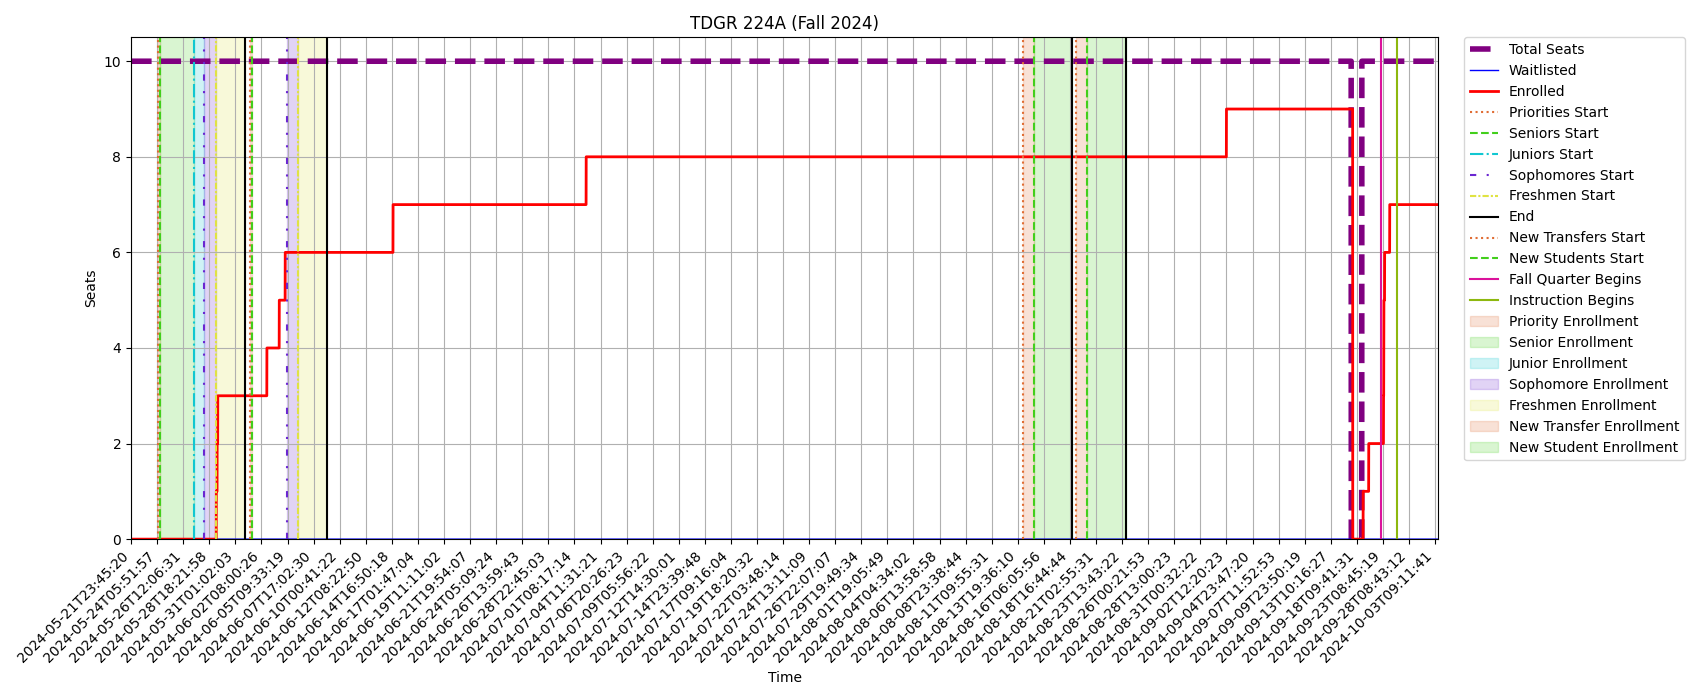 TDGR 224A (Fall 2024)
Seats
10
8
6
4
2
0
2024-05-21T23:45:20
2024-05-24T05:51:57
2024-05-26T12:06:31
2024-05-28T18:21:58
2024-05-31T01:02:03
2024-06-02T08:00:26
2024-06-05T09:33:19
2024-06-07T17:02:30
2024-06-10T00:41:22
2024-06-12T08:22:50
2024-06-14T16:50:18
2024-06-17T01:47:04
2024-06-19T11:11:02
2024-06-21T19:54:07
2024-06-24T05:09:24
2024-06-26T13:59:43
2024-06-28T22:45:03
2024-07-01T08:17:14
2024-07-04T11:31:21
2024-07-06T20:26:23
2024-07-09T05:56:22
2024-07-12T14:30:01
2024-07-14T23:39:48
2024-07-17T09:16:04
2024-07-19T18:20:32
2024-07-22T03:48:14
2024-07-24T13:11:09
2024-07-26T22:07:07
2024-07-29T19:49:34
2024-08-01T19:05:49
2024-08-04T04:34:02
2024-08-06T13:58:58
2024-08-08T23:38:44
2024-08-11T09:55:31
2024-08-13T19:36:10
2024-08-16T06:05:56
2024-08-18T16:44:44
2024-08-21T02:55:31
2024-08-23T13:43:22
2024-08-26T00:21:53
2024-08-28T13:00:23
2024-08-31T00:32:22
2024-09-02T12:20:23
2024-09-04T23:47:20
2024-09-07T11:52:53
2024-09-09T23:50:19
2024-09-13T10:16:27
2024-09-18T09:41:31
2024-09-23T08:45:19
2024-09-28T08:43:12
2024-10-03T09:11:41
Time
Total Seats
Waitlisted
Enrolled
Priorities Start
Seniors Start
Juniors Start
Sophomores Start
Freshmen Start
End
New Transfers Start
New Students Start
Fall Quarter Begins
Instruction Begins
Priority Enrollment
Senior Enrollment
Junior Enrollment
Sophomore Enrollment
Freshmen Enrollment
New Transfer Enrollment
New Student Enrollment